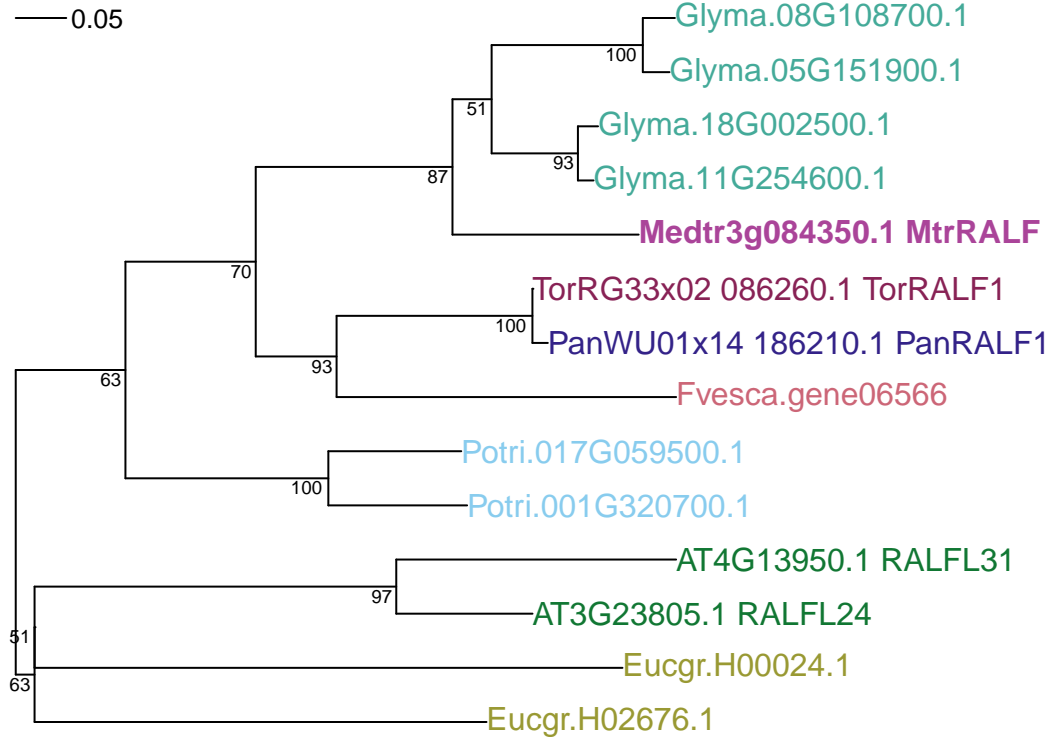 0.05
Glyma.08G108700.1
100
Glyma.05G151900.1
51
Glyma.18G002500.1
93
Glyma.11G254600.1
87
Medtr3g084350.1 MtrRALF
70
TorRG33x02 086260.1 TorRALF1
100
PanWU01x14 186210.1 PanRALF1
93
63
Fvesca.gene06566
Potri.017G059500.1
100
Potri.001G320700.1
AT4G13950.1 RALFL31
97
AT3G23805.1 RALFL24
51
Eucgr.H00024.1
63
Eucgr.H02676.1